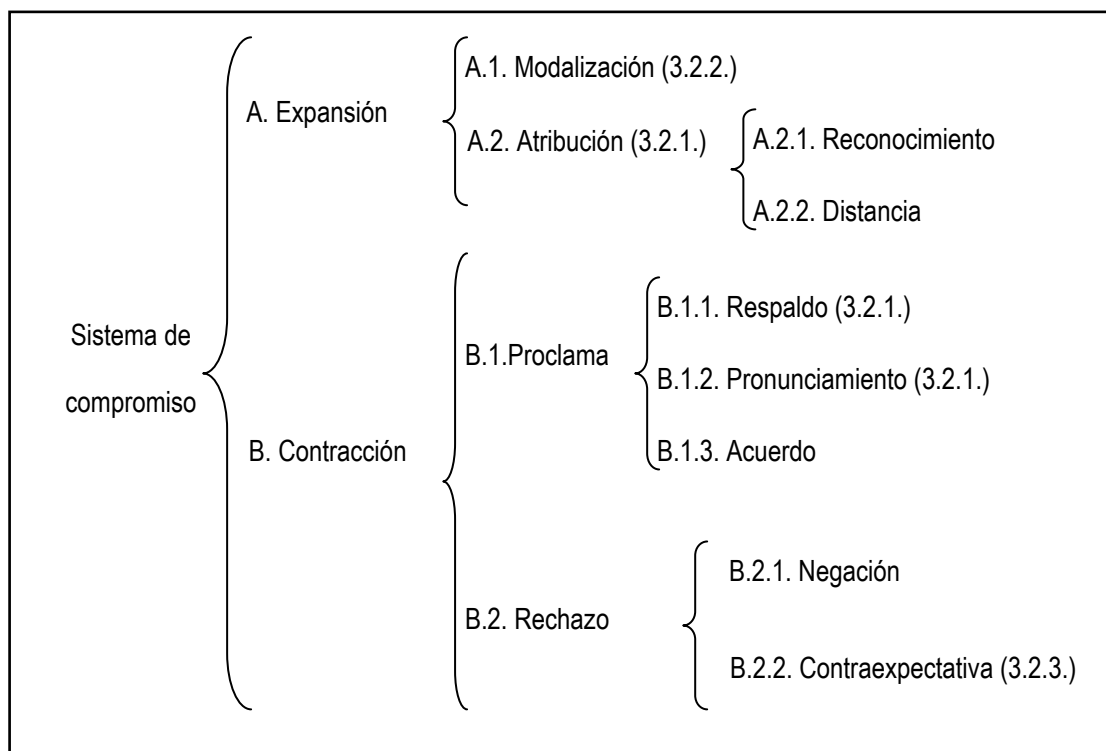 Sistema de
compromiso
A. Expansión
A.1. Modalización (3.2.2.)
A.2. Atribución (3.2.1.)
A.2.1. Reconocimiento
A.2.2. Distancia
B. Contracción
B.1.Proclama
B.1.1. Respaldo (3.2.1.)
B.1.2. Pronunciamiento (3.2.1.)
B.1.3. Acuerdo
B.2. Rechazo
B.2.1. Negación
B.2.2. Contraexpectativa (3.2.3.)